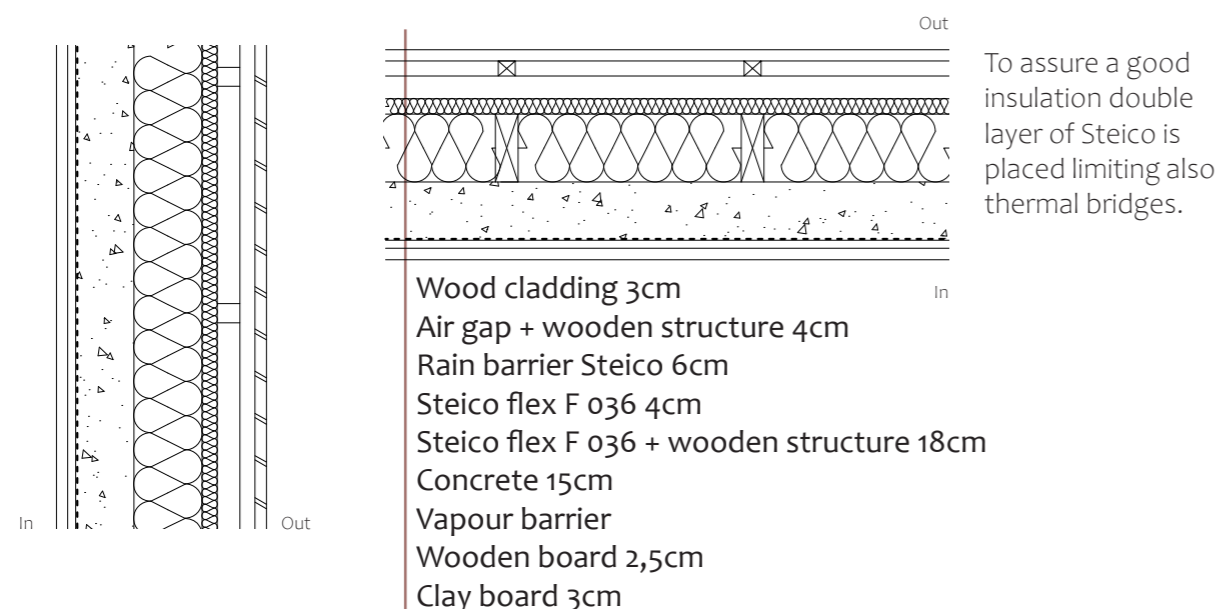 Out
To assure a good
insulation double
layer of Steico is
placed limiting also
thermal bridges.
In
Wood cladding 3cm
Air gap + wooden structure 4cm
Rain barrier Steico 6cm
Steico flex F 036 4cm
Steico flex F 036 + wooden structure 18cm
Concrete 15cm
Vapour barrier
Wooden board 2,5cm
Clay board 3cm
In
Out